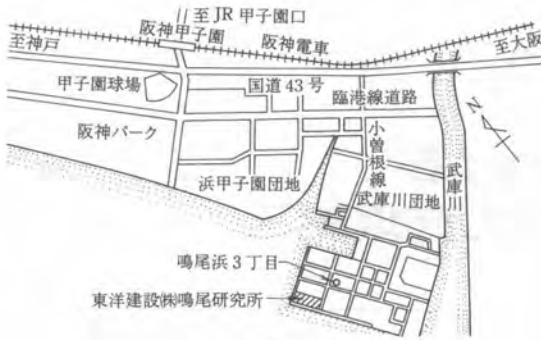 至JR甲子園口
阪神甲子園
阪神電車
至神戸
至大阪
甲子園球場
国道43号
臨港線道路
阪神パーク
小曽根線
武庫川
N
浜甲子園団地
武庫川団地
鳴尾浜3丁目
東洋建設㈱鳴尾研究所